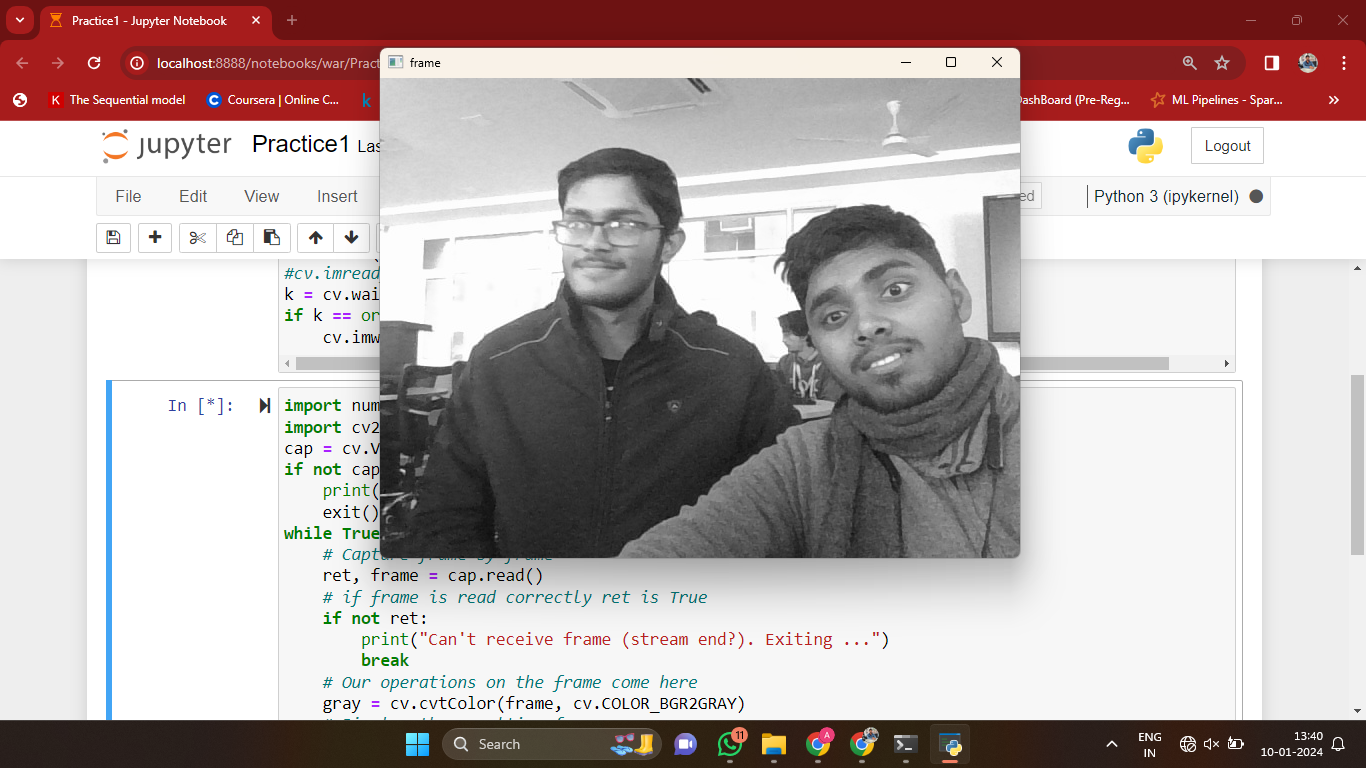 Practice1 - Jupyter Notebook
localhost:8888/notebooks/war/Pract
The Sequential model
Coursera | Online C...
DashBoard (Pre-Reg...
ML Pipelines - Spar...
frame
jupyter Practice1 Las
Logout
File Edit View Insert
ed
Python 3 (ipykernel)
#cv.imread
k = cv.wai
if k == or
cv.imw
In [*]:
import num
import cv2
cap = cv.V
if not cap
print(
exit()
while True
# Capture frame-by-frame
ret, frame = cap.read()
# if frame is read correctly ret is True
if not ret:
print("Can't receive frame (stream end?). Exiting ...")
break
# Our operations on the frame come here
gray = cv.cvtColor(frame, cv.COLOR_BGR2GRAY)
Search
11
A
ENG
IN
13:40
10-01-2024